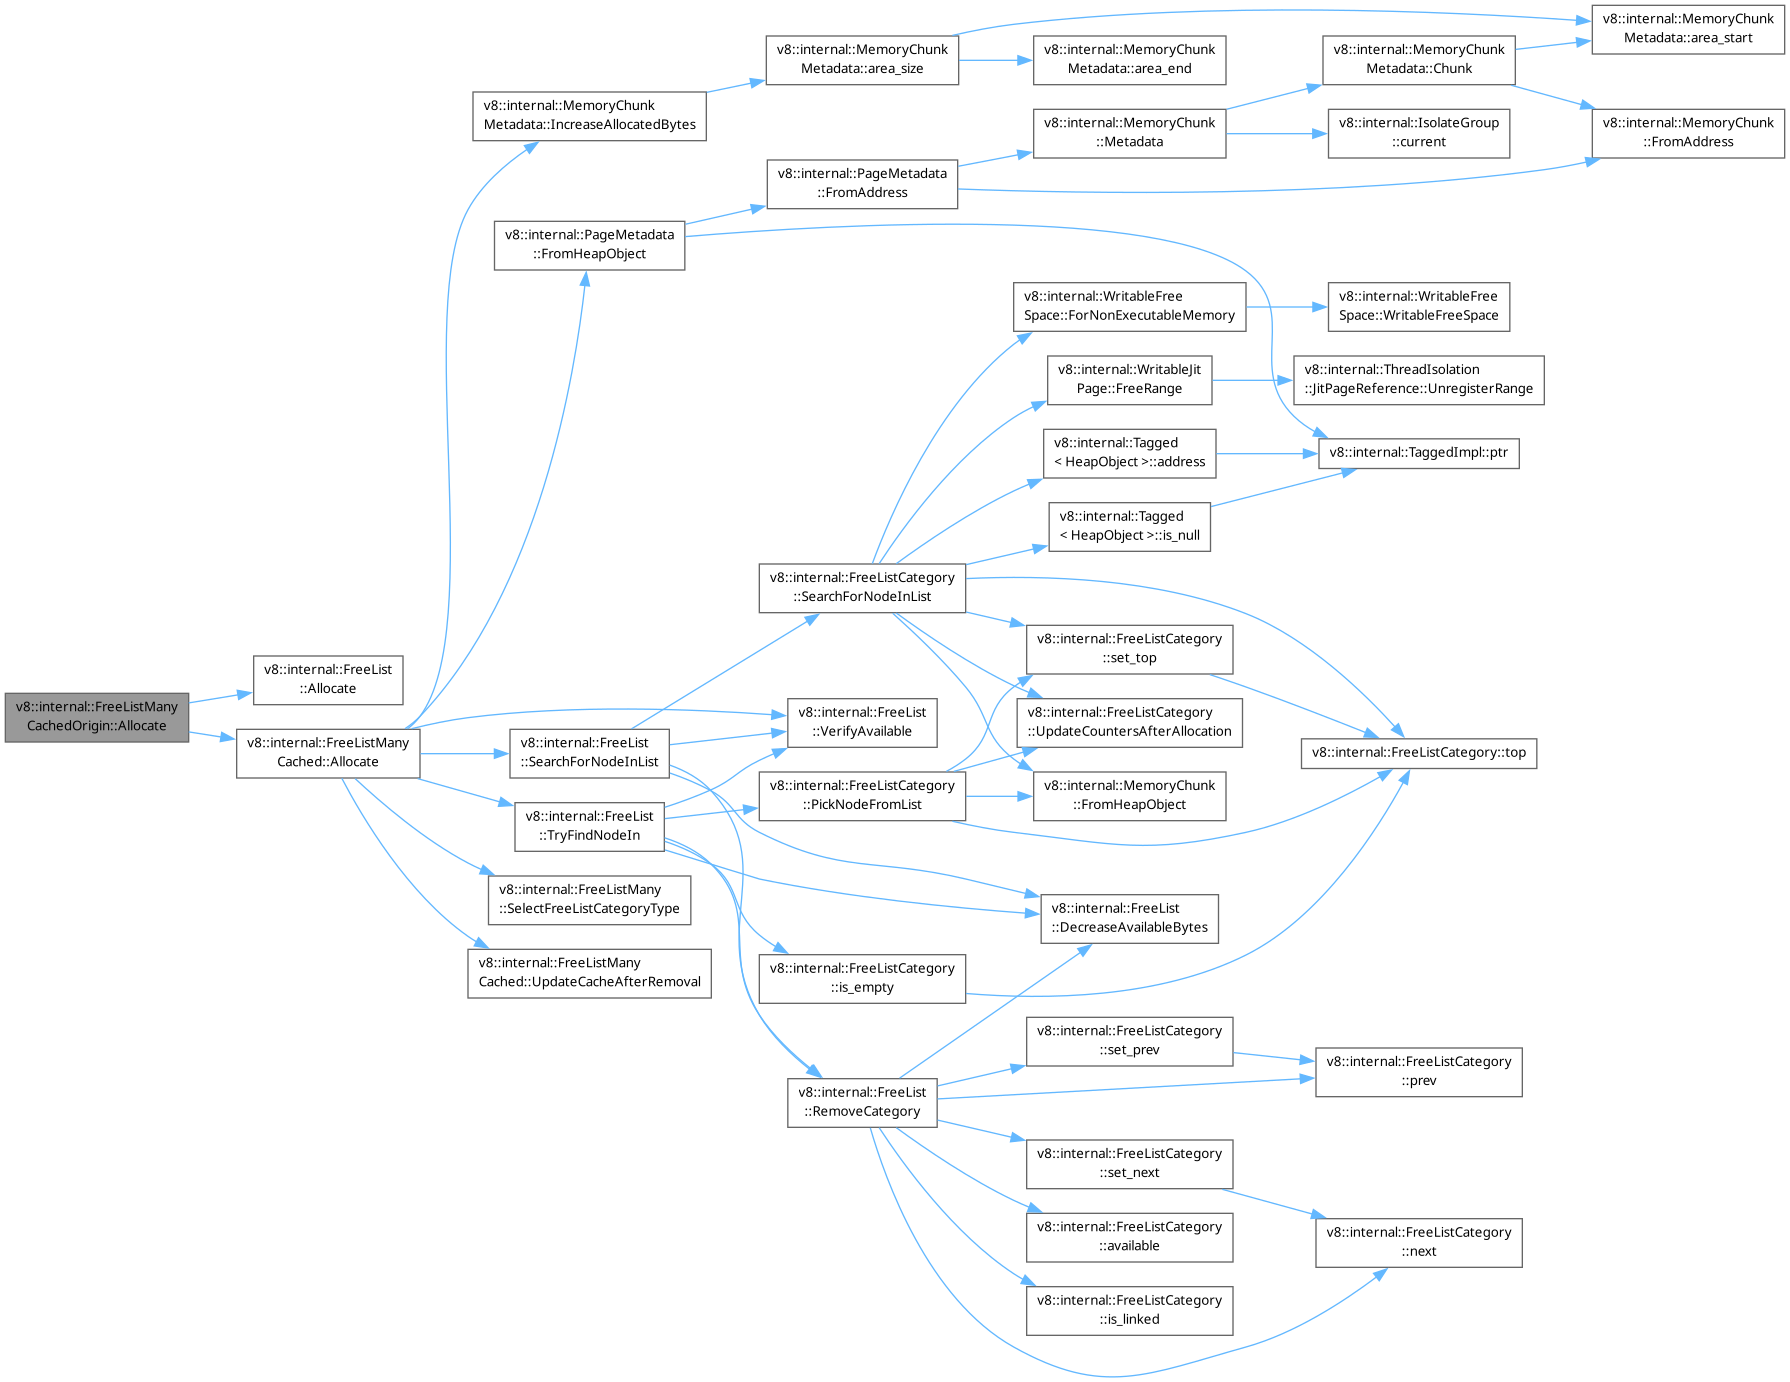 v8::internal::FreeListMany
CachedOrigin::Allocate
v8::internal::FreeList
::Allocate
v8::internal::FreeListMany
Cached::Allocate
v8::internal::MemoryChunk
Metadata::IncreaseAllocatedBytes
v8::internal::PageMetadata
::FromHeapObject
v8::internal::FreeList
::SearchForNodeInList
v8::internal::FreeList
::TryFindNodeIn
v8::internal::FreeListMany
::SelectFreeListCategoryType
v8::internal::FreeListMany
Cached::UpdateCacheAfterRemoval
v8::internal::MemoryChunk
Metadata::area_size
v8::internal::PageMetadata
::FromAddress
v8::internal::FreeListCategory
::SearchForNodeInList
v8::internal::FreeList
::VerifyAvailable
v8::internal::FreeListCategory
::PickNodeFromList
v8::internal::FreeListCategory
::is_empty
v8::internal::FreeList
::RemoveCategory
v8::internal::MemoryChunk
Metadata::area_end
v8::internal::MemoryChunk
::Metadata
v8::internal::WritableFree
Space::ForNonExecutableMemory
v8::internal::WritableJit
Page::FreeRange
v8::internal::Tagged
< HeapObject >::address
v8::internal::Tagged
< HeapObject >::is_null
v8::internal::FreeListCategory
::set_top
v8::internal::FreeListCategory
::UpdateCountersAfterAllocation
v8::internal::MemoryChunk
::FromHeapObject
v8::internal::FreeList
::DecreaseAvailableBytes
v8::internal::FreeListCategory
::set_prev
v8::internal::FreeListCategory
::set_next
v8::internal::FreeListCategory
::available
v8::internal::FreeListCategory
::is_linked
v8::internal::MemoryChunk
Metadata::Chunk
v8::internal::IsolateGroup
::current
v8::internal::WritableFree
Space::WritableFreeSpace
v8::internal::ThreadIsolation
::JitPageReference::UnregisterRange
v8::internal::TaggedImpl::ptr
v8::internal::FreeListCategory::top
v8::internal::FreeListCategory
::prev
v8::internal::FreeListCategory
::next
v8::internal::MemoryChunk
Metadata::area_start
v8::internal::MemoryChunk
::FromAddress